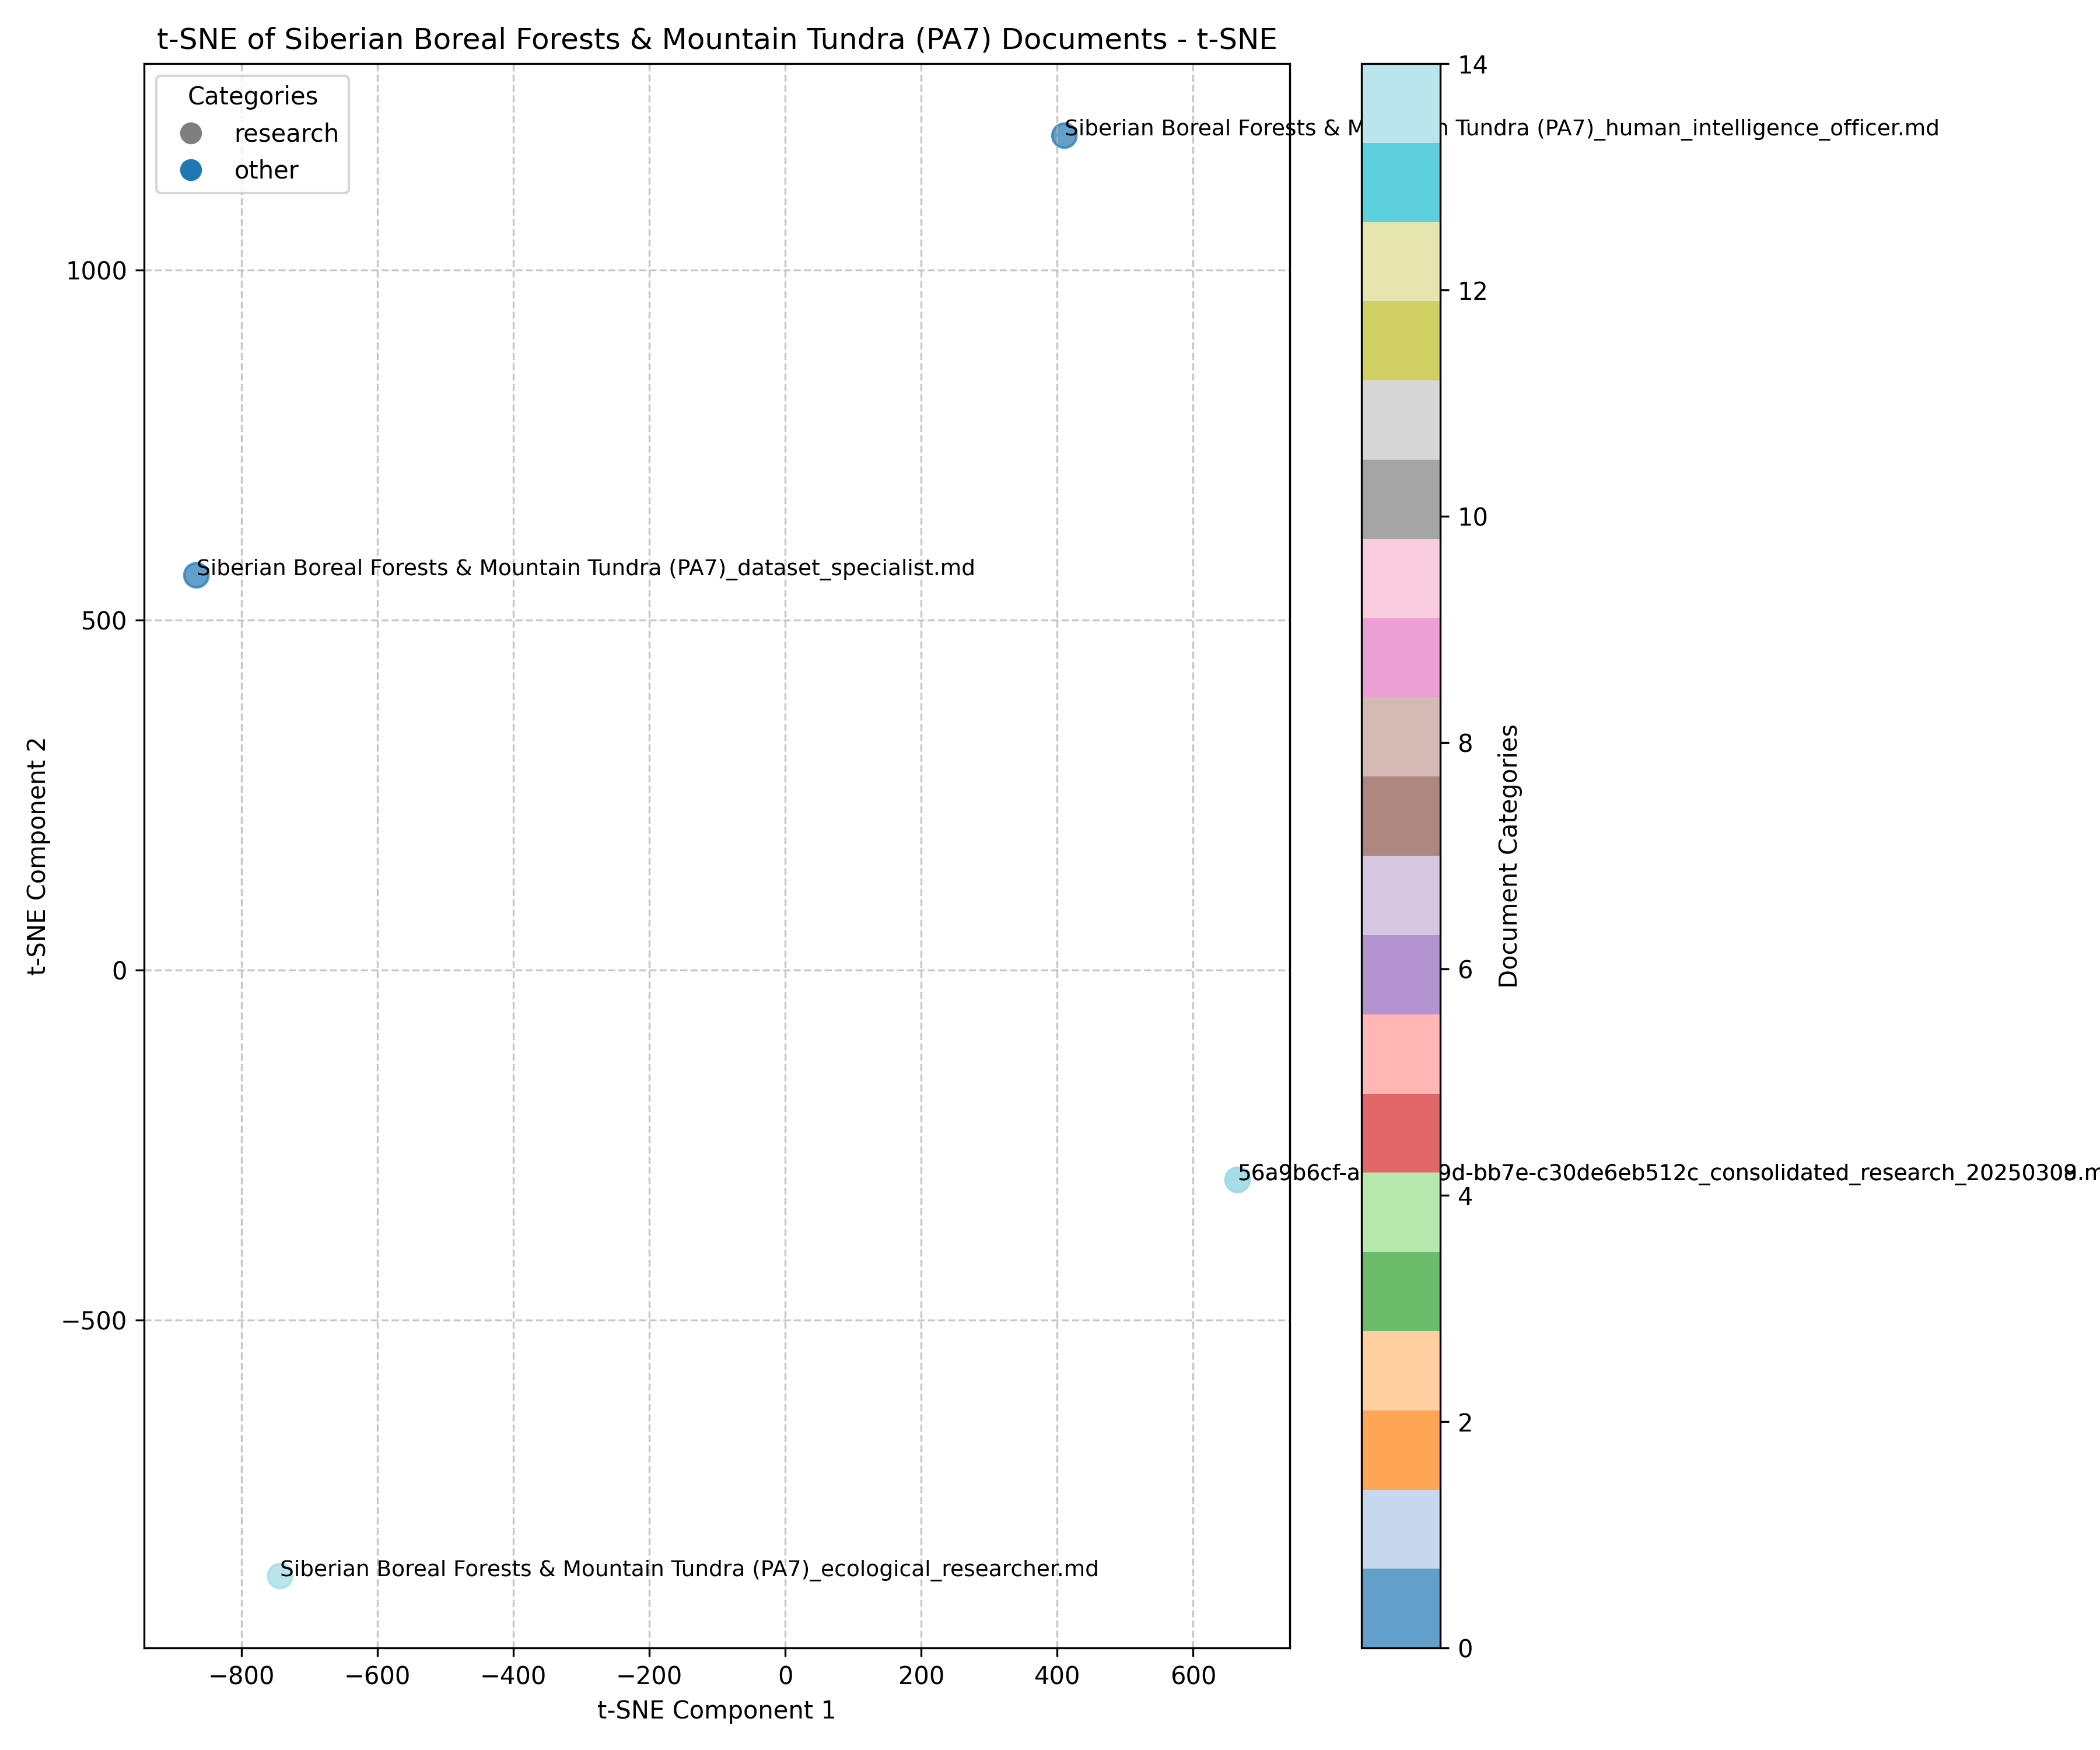 t-SNE of Siberian Boreal Forests & Mountain Tundra (PA7) Documents - t-SNE
Categories
research
other
Siberian Boreal Forests & M
n Tundra (PA7)_human_intelligence_officer.md
Siberian Boreal Forests & Mountain Tundra (PA7)_dataset_specialist.md
56a9b6cf-a
9d-bb7e-c30de6eb512c_consolidated_research_2025030
Siberian Boreal Forests & Mountain Tundra (PA7)_ecological_researcher.md
1000
500
0
−500
t-SNE Component 2
−800 −600 −400 −200 0 200 400 600
t-SNE Component 1
14
12
10
8
6
4
2
0
Document Categories